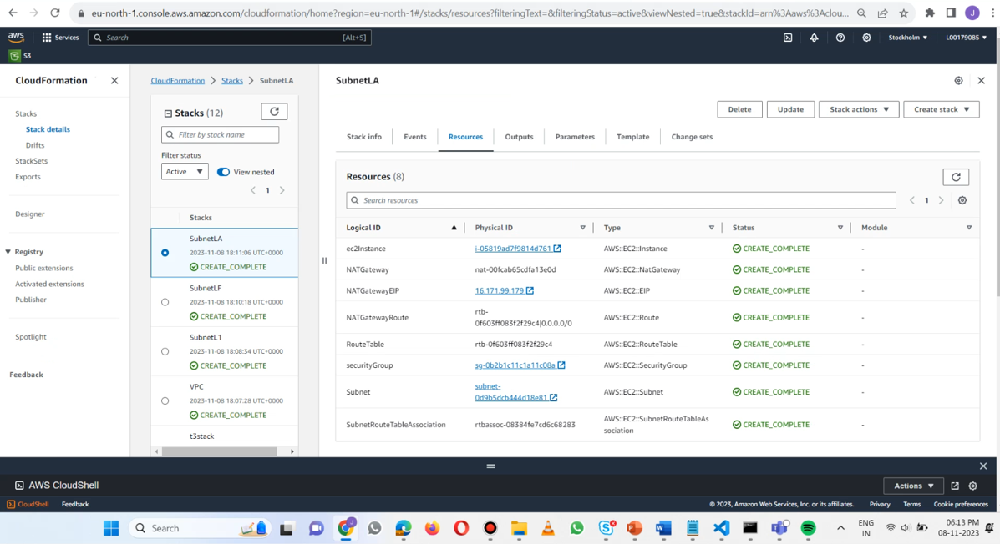 eu-north-1.console.aws.amazon.com/cloudformation/home?region=eu-north-1#/stacks/resources?filteringText=&filteringStatus=active&viewNested=true&stackId=arn%3Aaws%3Aclou...
J
aws
Services
Search
[Alt+S]
Stockholm
L00179085
S3
CloudFormation
Stacks
Stack details
Drifts
StackSets
Exports
Designer
Registry
Public extensions
Activated extensions
Publisher
Spotlight
Feedback
CloudFormation > Stacks > SubnetLA
Stacks (12)
Filter by stack name
Filter status
Active
View nested
1
Stacks
SubnetLA
2023-11-08 18:11:06 UTC+0000
CREATE_COMPLETE
SubnetLF
2023-11-08 18:10:18 UTC+0000
CREATE_COMPLETE
SubnetL1
2023-11-08 18:08:34 UTC+0000
CREATE_COMPLETE
VPC
2023-11-08 18:07:28 UTC+0000
CREATE_COMPLETE
t3stack
SubnetLA
Delete
Update
Stack actions
Create stack
Stack info
Events
Resources
Outputs
Parameters
Template
Change sets
Resources (8)
Search resources
1
Logical ID Physical ID Type Status Module
ec2Instance i-05819ad7f9814d761 AWS::EC2::Instance CREATE_COMPLETE -
NATGateway nat-00fcab65cdfa13e0d AWS::EC2::NatGateway CREATE_COMPLETE -
NATGatewayEIP 16.171.99.179 AWS::EC2::EIP CREATE_COMPLETE -
NATGatewayRoute rtb-
0f603ff083f2f29c4|0.0.0.0/0 AWS::EC2::Route CREATE_COMPLETE -
RouteTable rtb-0f603ff083f2f29c4 AWS::EC2::RouteTable CREATE_COMPLETE -
securityGroup sg-0b2b1c11c1a11c08a AWS::EC2::SecurityGroup CREATE_COMPLETE -
Subnet subnet-
0d9b5dcb444d18e81 AWS::EC2::Subnet CREATE_COMPLETE -
SubnetRouteTableAssociation rtbassoc-08384fe7cd6c68283 AWS::EC2::SubnetRouteTableAs
sociation CREATE_COMPLETE -
AWS CloudShell
Actions
CloudShell
Feedback
© 2023, Amazon Web Services, Inc. or its affiliates.
Privacy
Terms
Cookie preferences
Search
ENG
IN
06:13 PM
08-11-2023